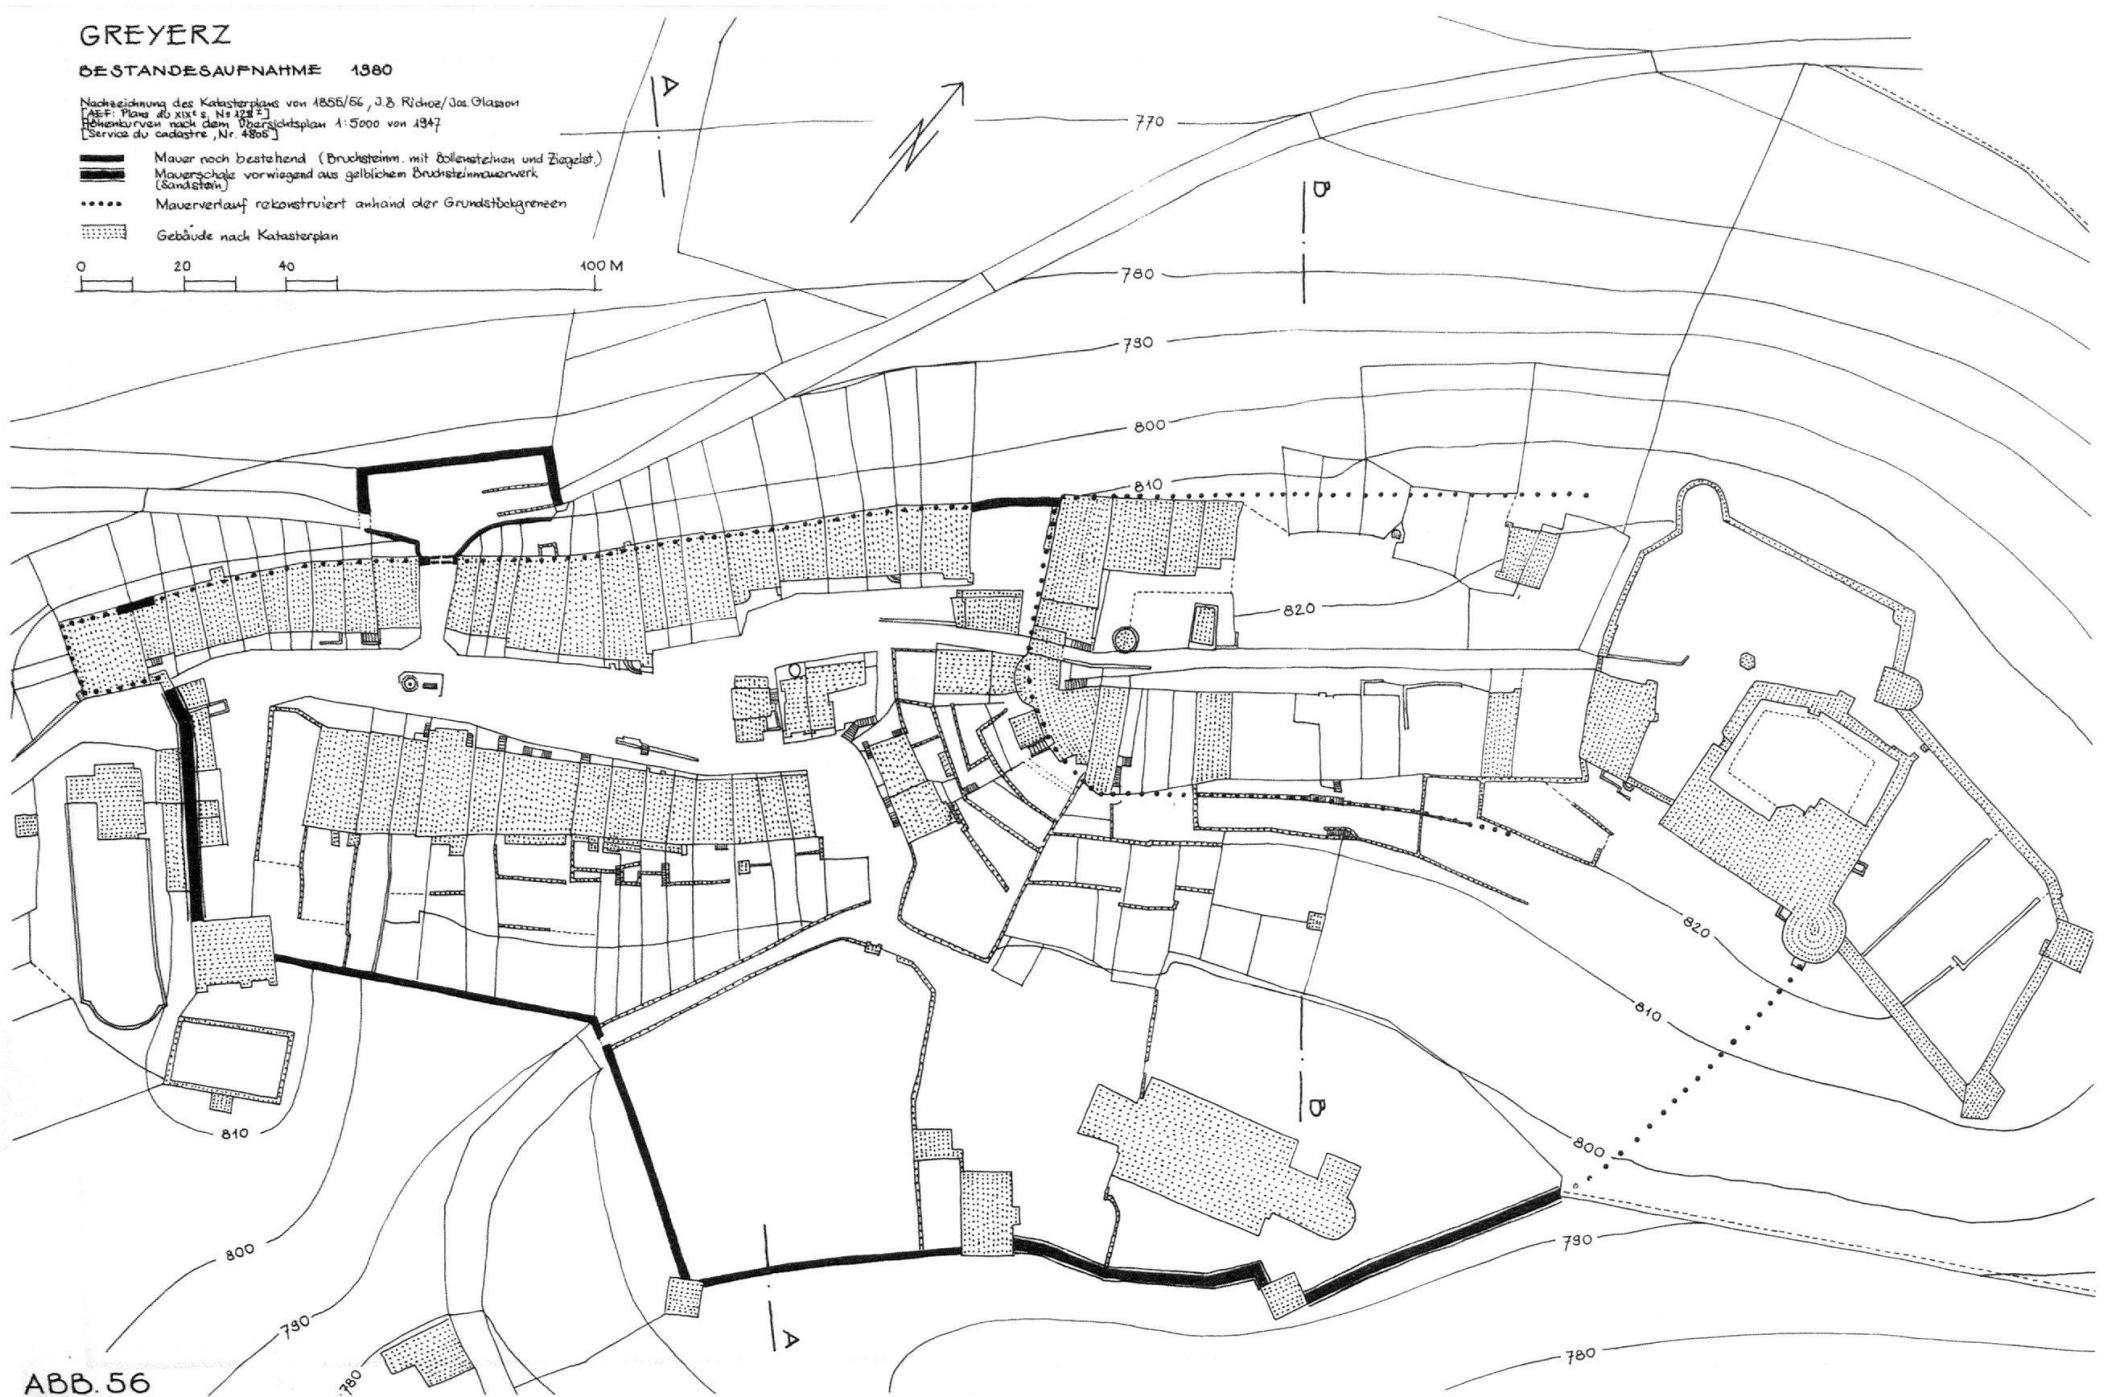 GREYERZ
BESTANDESAUFNAHME 1980
Nachzeichnung des Katasterplans von 1855/56, J.B. Richoz/Jos. Glasson
[AEF: Plans du XIXe s,
Höhenkurven nach dem Übersichtsplan 1:5000 von 1947
[Service du cadastre, Nr. 4805]
Mauer noch bestehend (Bruchsteinm. mit Bollensteinen und Ziegelst.)
Mauerschale vorwiegend aus gelblichem Bruchsteinmauerwerk
(Sandstein)
Mauerverlauf rekonstruiert anhand der Grundstückgrenzen
Gebäude nach Katasterplan
0 20 40 100 M
A
770
B
780
790
800
810
820
820
810
B
810
800
800
790
790
A
780
780
ABB. 56